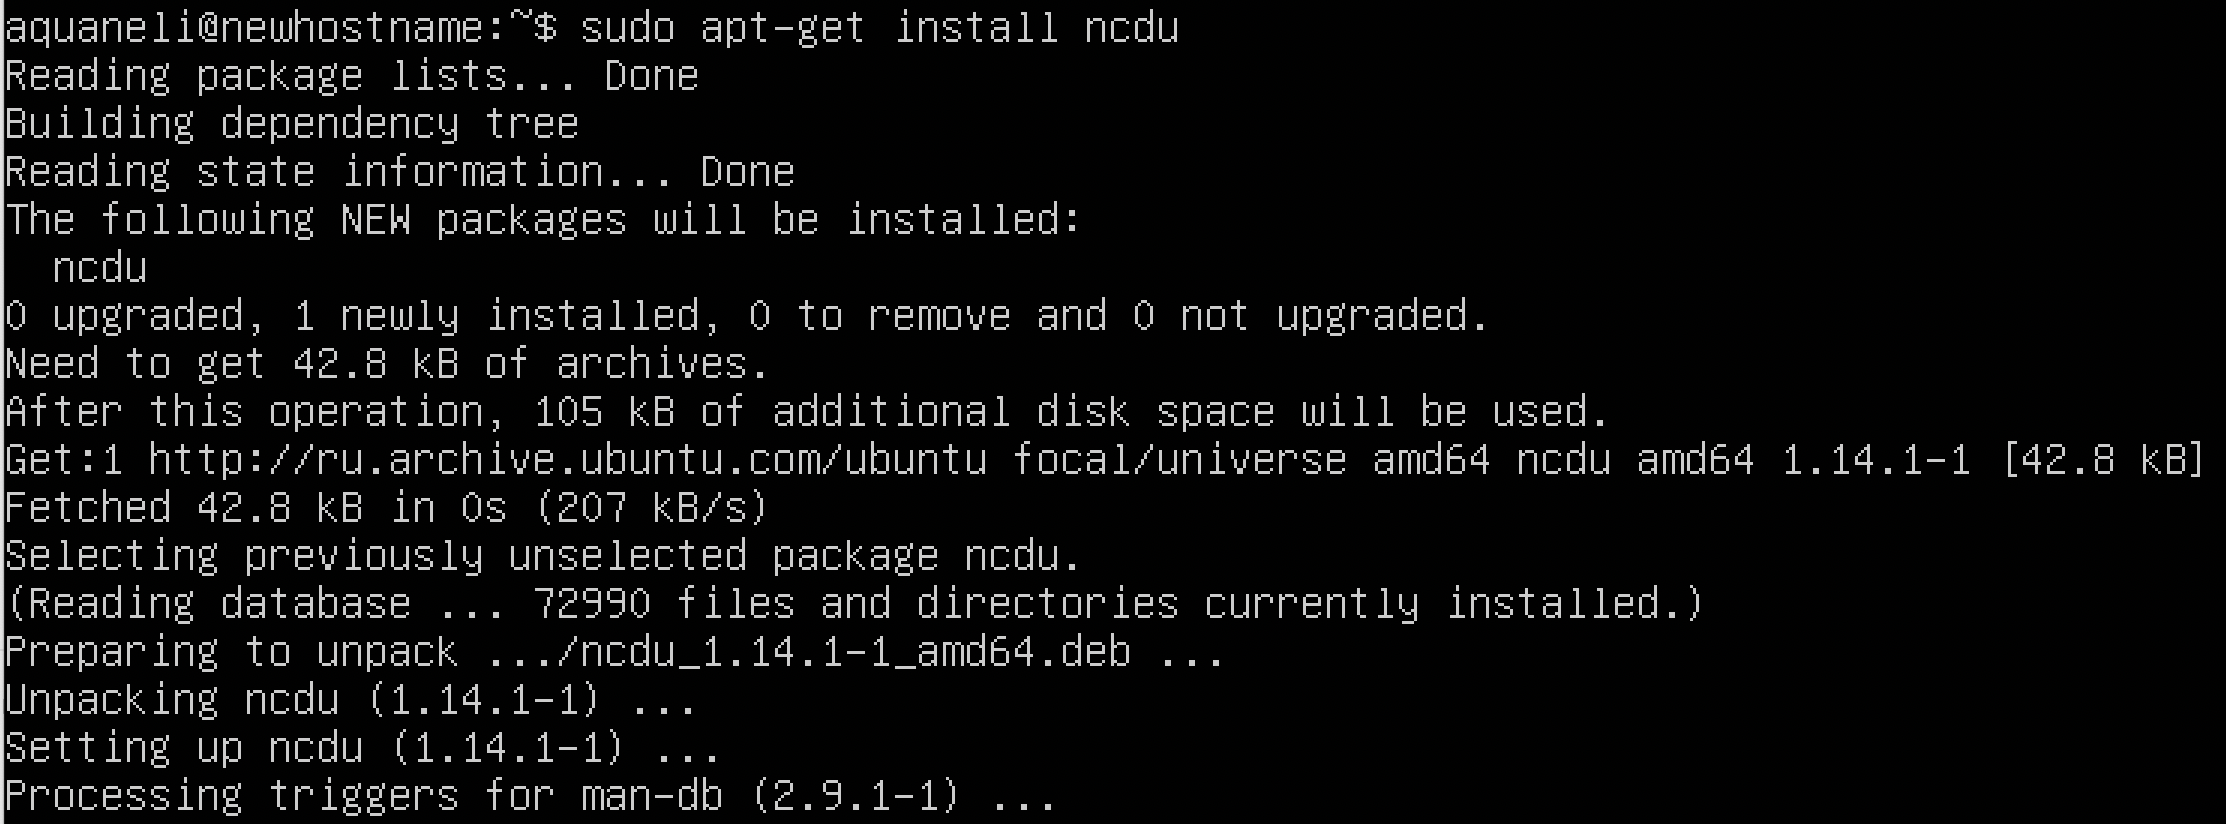 aquaneli@newhostname:~$ sudo apt-get install ncdu
Reading package lists... Done
Building dependency tree
Reading state information... Done
The following NEW packages will be installed:
  ncdu
0 upgraded, 1 newly installed, 0 to remove and 0 not upgraded.
Need to get 42.8 kB of archives.
After this operation, 105 kB of additional disk space will be used.
Get:1 http://ru.archive.ubuntu.com/ubuntu focal/universe amd64 ncdu amd64 1.14.1-1 [42.8 kB]
Fetched 42.8 kB in 0s (207 kB/s)
Selecting previously unselected package ncdu.
(Reading database ... 72990 files and directories currently installed.)
Preparing to unpack .../ncdu_1.14.1-1_amd64.deb ...
Unpacking ncdu (1.14.1-1) ...
Setting up ncdu (1.14.1-1) ...
Processing triggers for man-db (2.9.1-1) ...